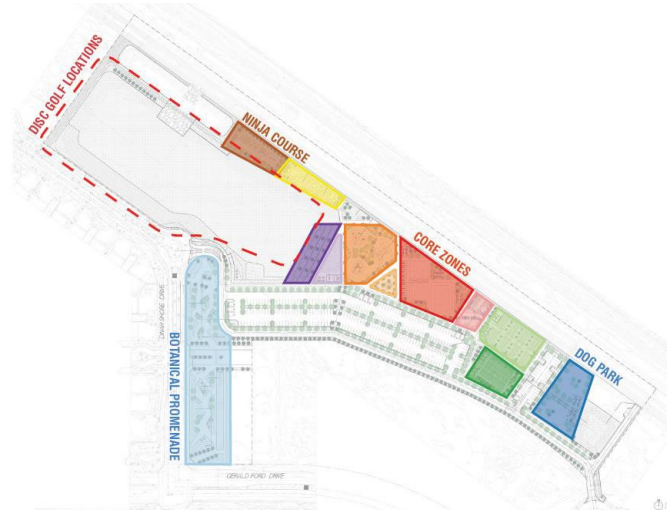 DISC GOLF LOCATIONS
NINJA COURSE
CORE ZONES
DOG PARK
BOTANICAL PROMENADE
GERALD FORD DRIVE